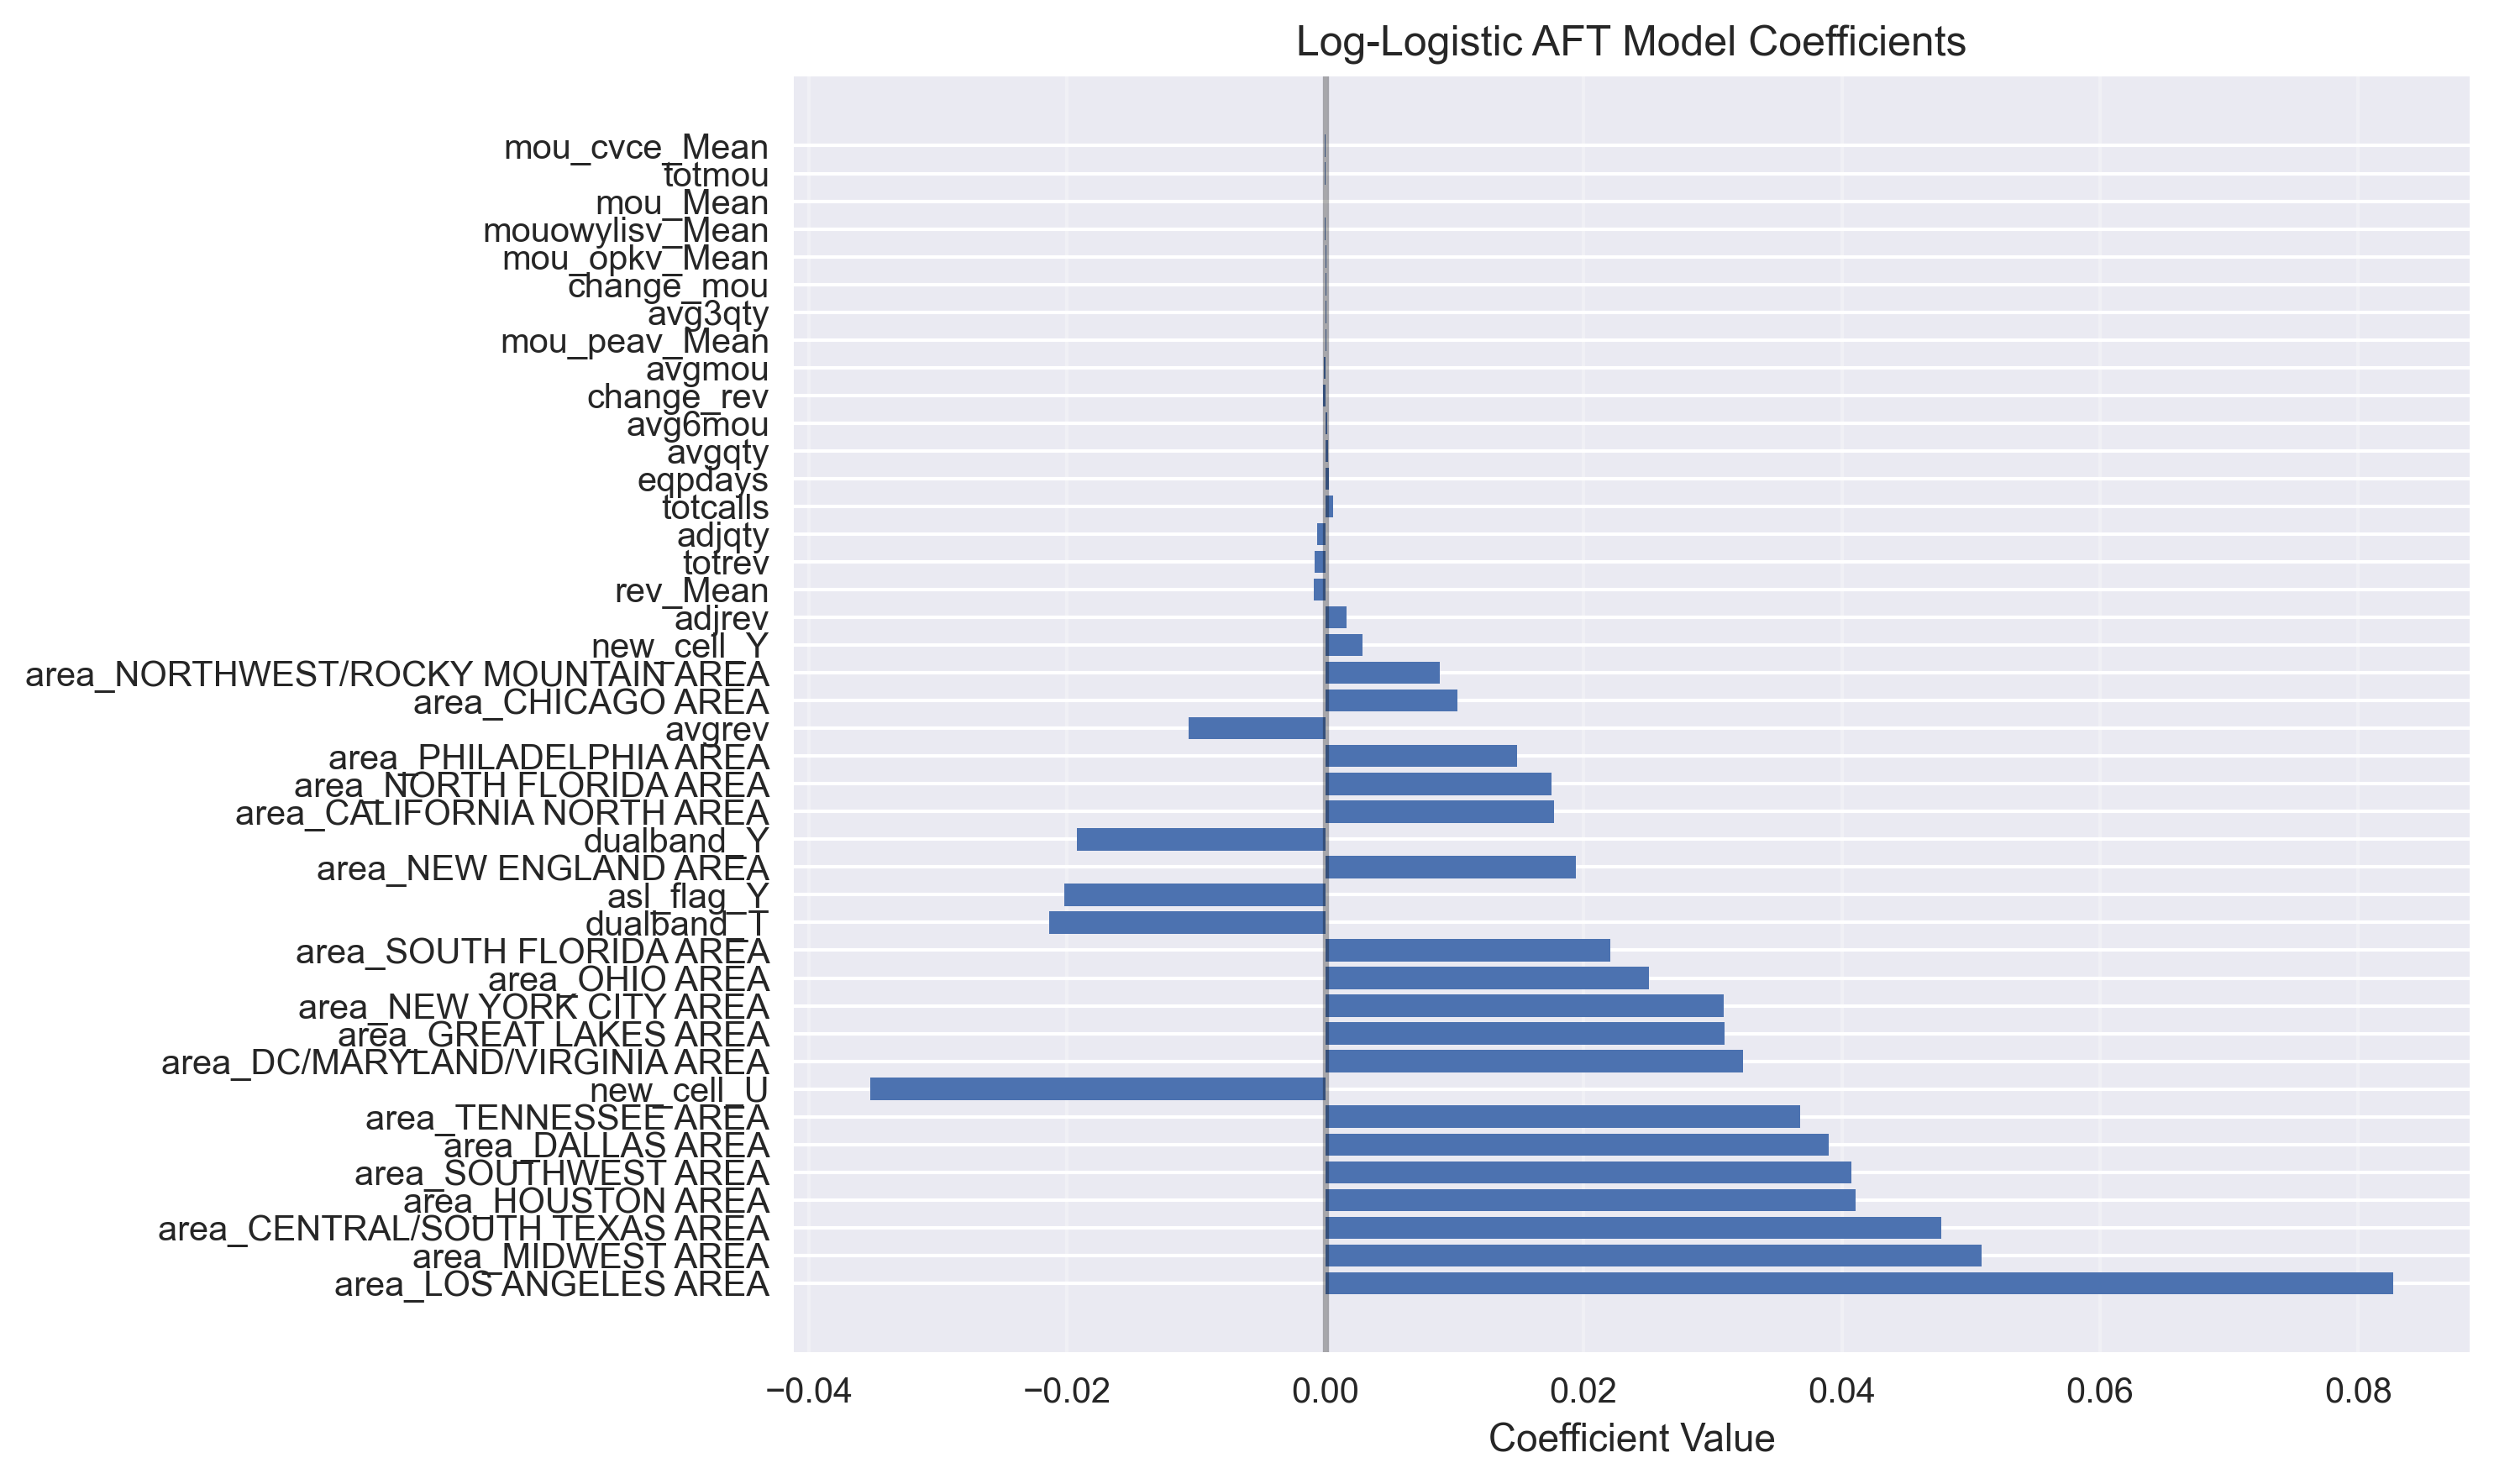 Log-Logistic AFT Model Coefficients
mou_cvce_Mean
totmou
mou_Mean
mouowylisv_Mean
mou_opkv_Mean
change_mou
avg3qty
mou_peav_Mean
avgmou
change_rev
avg6mou
avgqty
eqpdays
totcalls
adjqty
totrev
rev_Mean
adjrev
new_cell_Y
area_NORTHWEST/ROCKY MOUNTAIN AREA
area_CHICAGO AREA
avgrev
area_PHILADELPHIA AREA
area_NORTH FLORIDA AREA
area_CALIFORNIA NORTH AREA
dualband_Y
area_NEW ENGLAND AREA
asl_flag_Y
dualband_T
area_SOUTH FLORIDA AREA
area_OHIO AREA
area_NEW YORK CITY AREA
area_GREAT LAKES AREA
area_DC/MARYLAND/VIRGINIA AREA
new_cell_U
area_TENNESSEE AREA
area_DALLAS AREA
area_SOUTHWEST AREA
area_HOUSTON AREA
area_CENTRAL/SOUTH TEXAS AREA
area_MIDWEST AREA
area_LOS ANGELES AREA
−0.04 −0.02 0.00 0.02 0.04 0.06 0.08
Coefficient Value